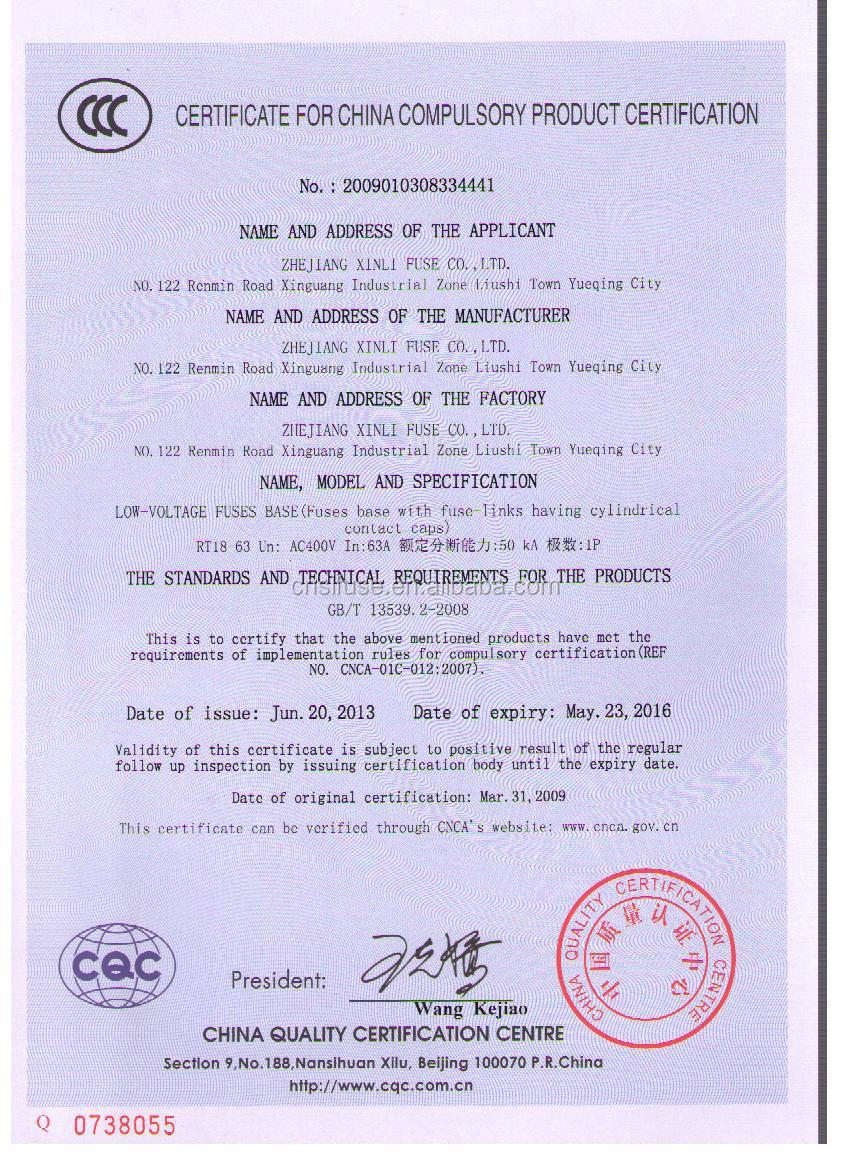 CCC CERTIFICATE FOR CHINA COMPULSORY PRODUCT CERTIFICATION
No.: 2009010308334441
NAME AND ADDRESS OF THE APPLICANT
ZHEJIANG XINLI FUSE CO.,LTD.
NO.122 Renmin Road Xinguang Industrial Zone Liushi Town Yueqing City
NAME AND ADDRESS OF THE MANUFACTURER
ZHEJIANG XINLI FUSE CO.,LTD.
NO.122 Renmin Road Xinguang Industrial Zone Liushi Town Yueqing City
NAME AND ADDRESS OF THE FACTORY
ZHEJIANG XINLI FUSE CO.,LTD.
NO.122 Renmin Road Xinguang Industrial Zone Liushi Town Yueqing City
NAME, MODEL AND SPECIFICATION
LOW-VOLTAGE FUSES BASE(Fuses base with fuse-links having cylindrical
contact caps)
RT18-63 Un: AC400V In:63A 额定分断能力:50 kA 极数:1P
THE STANDARDS AND TECHNICAL REQUIREMENTS FOR THE PRODUCTS
cnsifuse.en.alibaba.com
GB/T 13539.2-2008
This is to certify that the above mentioned products have met the
requirements of implementation rules for compulsory certification(REF
NO. CNCA-01C-012:2007).
Date of issue: Jun.20,2013 Date of expiry: May.23,2016
Validity of this certificate is subject to positive result of the regular
follow up inspection by issuing certification body until the expiry date.
Date of original certification: Mar.31,2009
This certificate can be verified through CNCA's website: www.cnca.gov.cn
CHINA QUALITY CERTIFICATION CENTRE
中国质量认证中心
CQC
President:
Wang Kejiao
CHINA QUALITY CERTIFICATION CENTRE
Section 9,No.188,Nansihuan Xilu, Beijing 100070 P.R.China
http://www.cqc.com.cn
Q 0738055